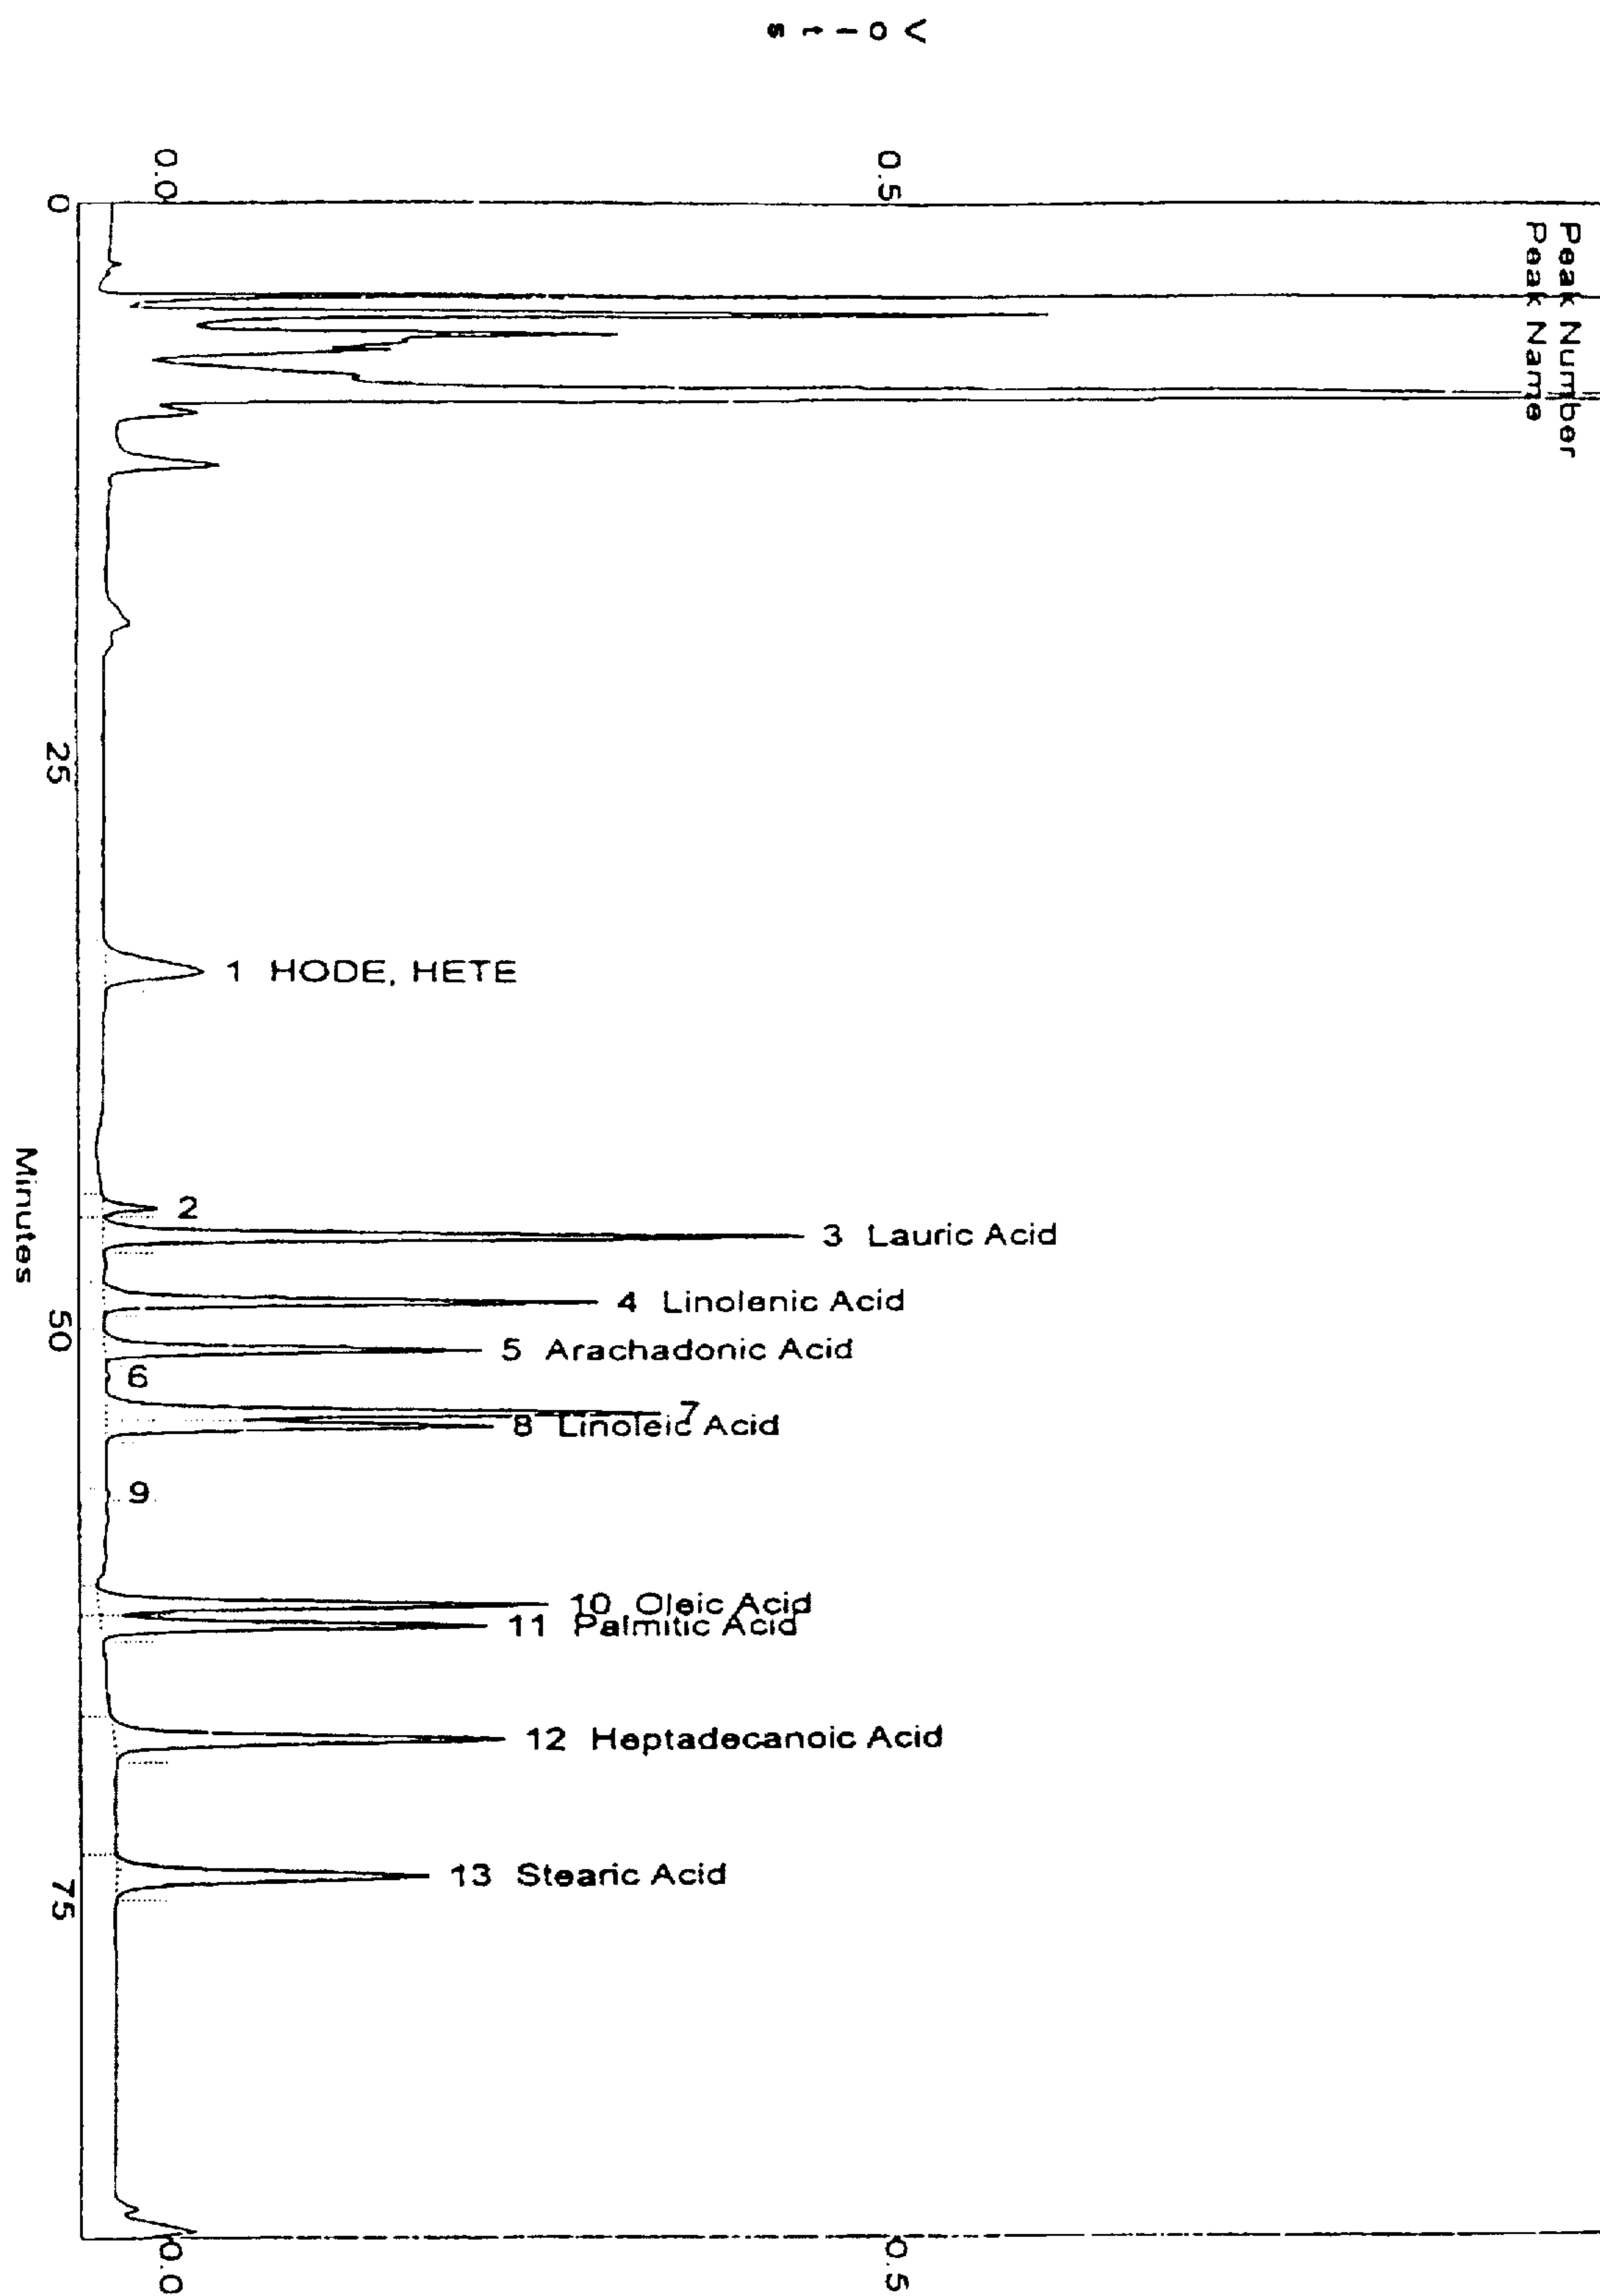 Volts
0.0
0.5
Peak Number
Peak Name
0
25
50
75
Minutes
1 HODE, HETE
2
3 Lauric Acid
4 Linolenic Acid
5 Arachadonic Acid
6
7
8 Linoleic Acid
9
10 Oleic Acid
11 Palmitic Acid
12 Heptadecanoic Acid
13 Stearic Acid
0.0
0.5